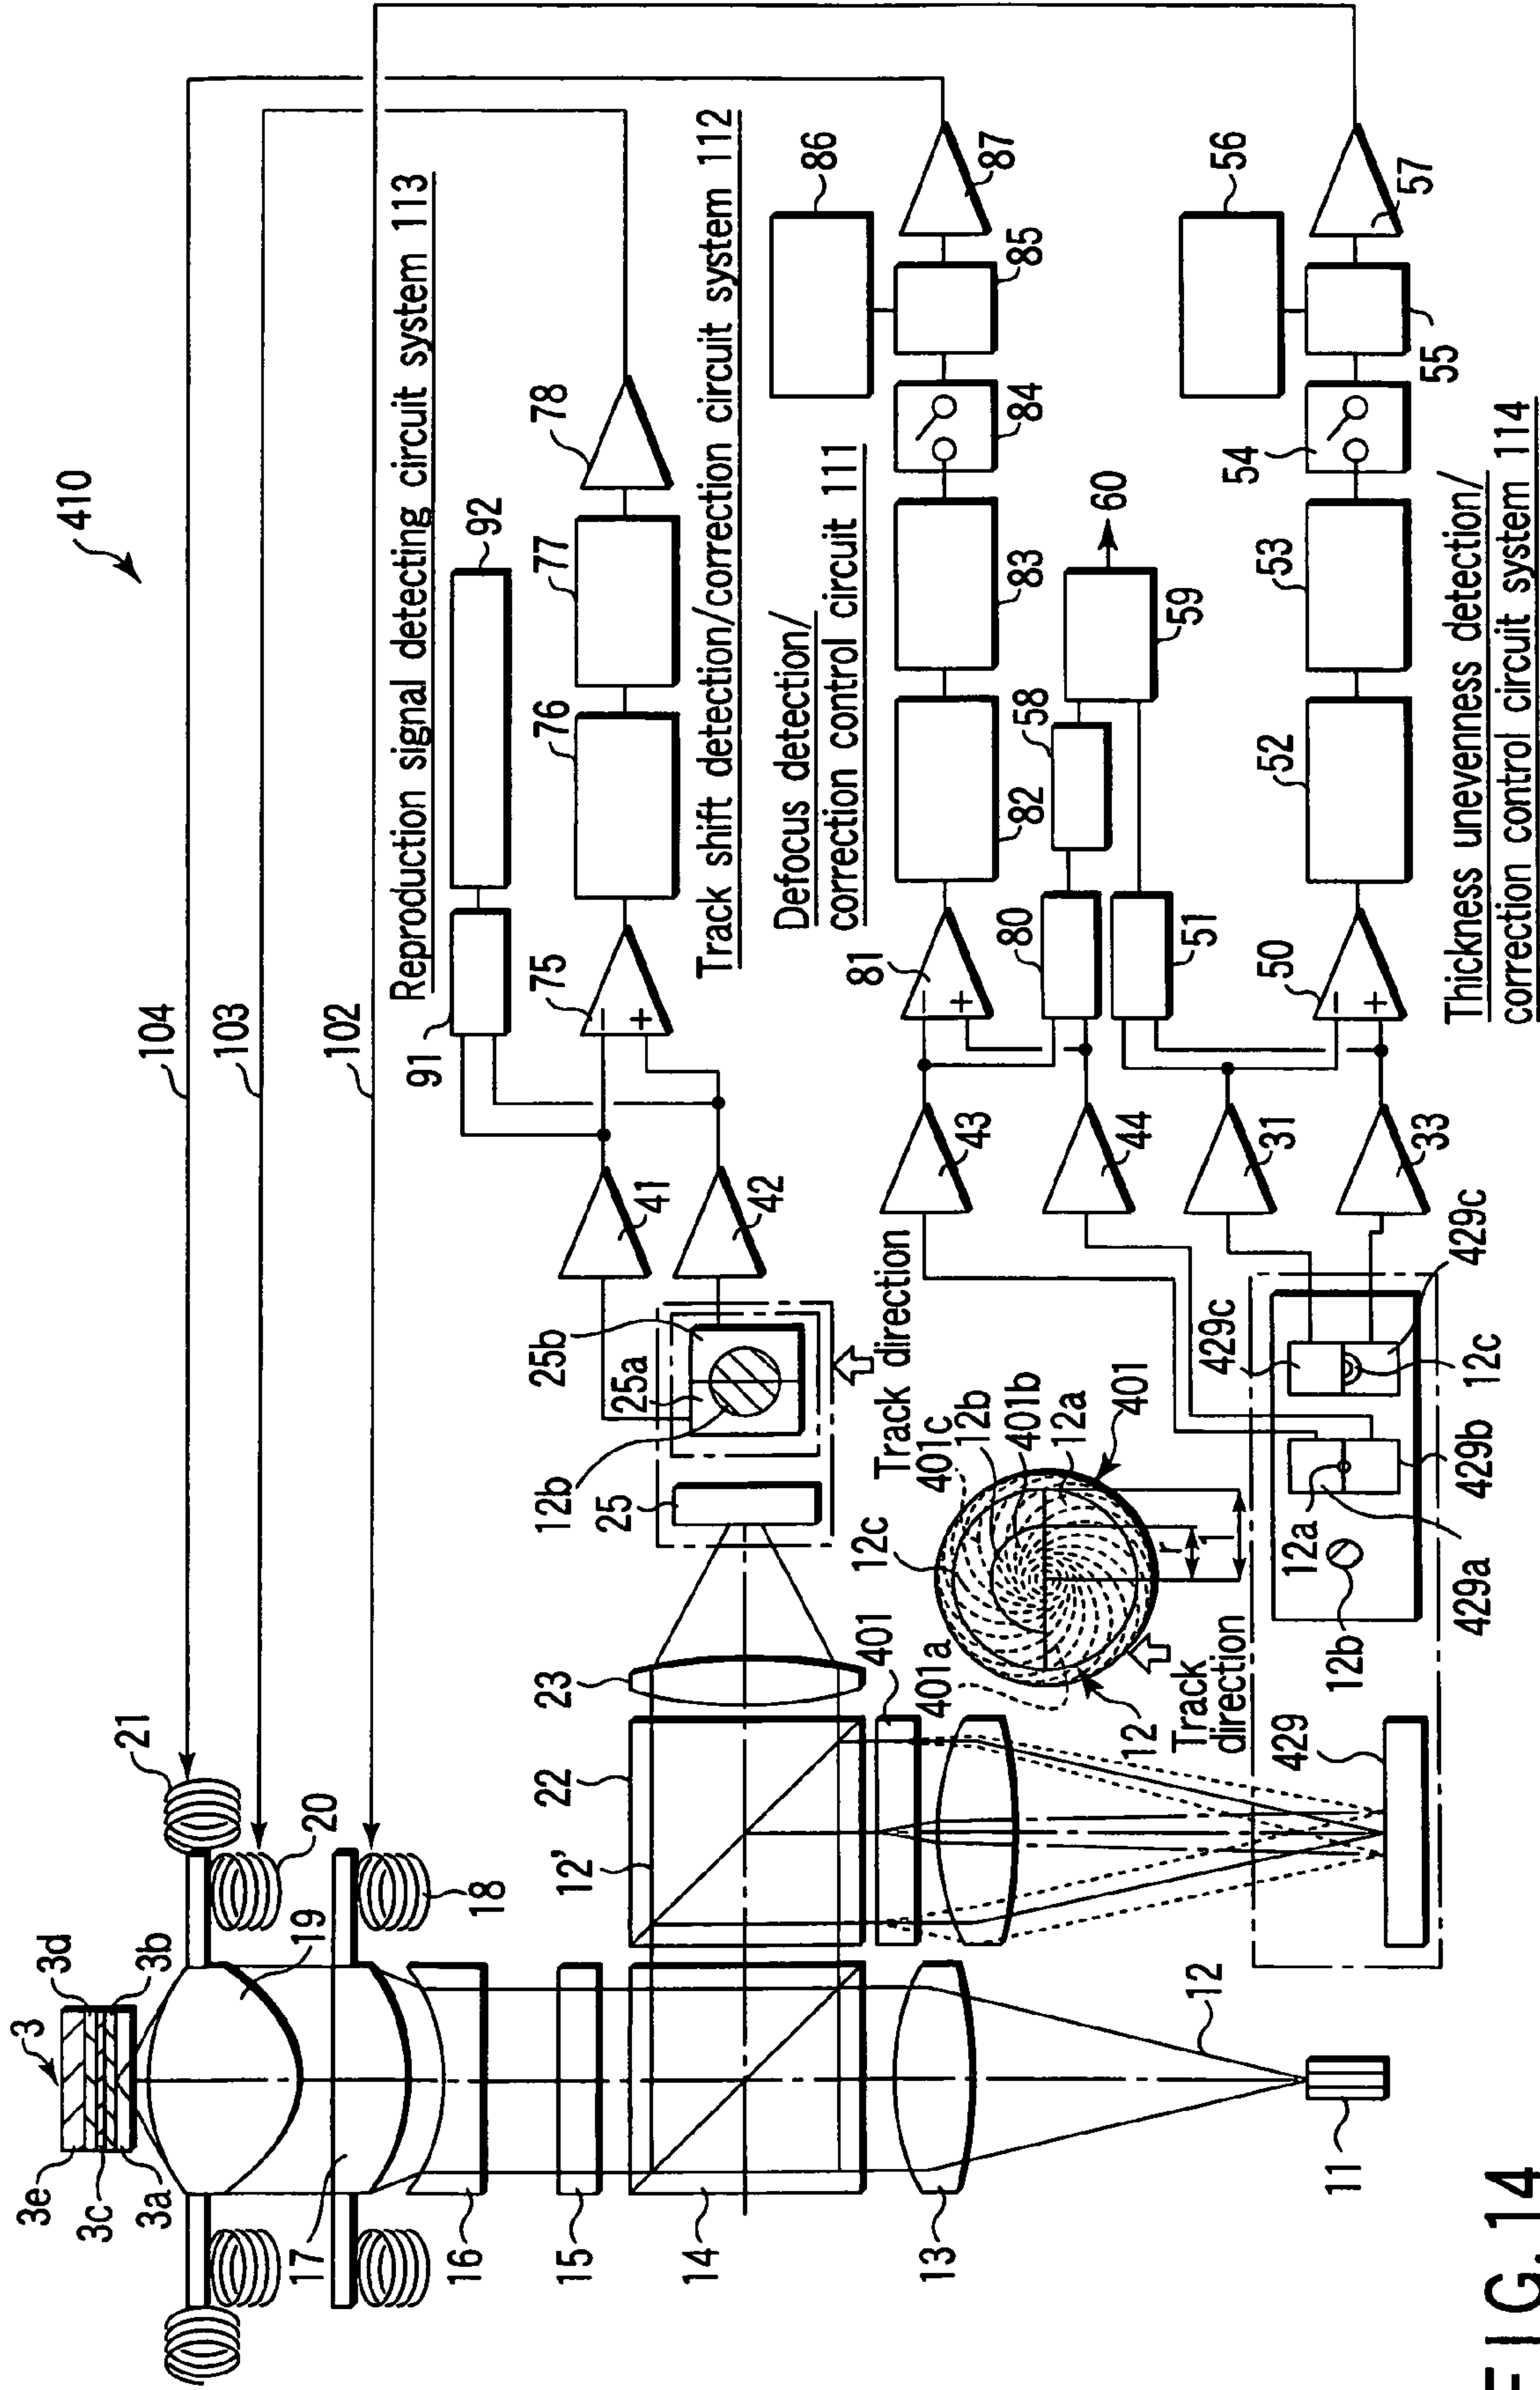 410
104
103
102
Reproduction signal detecting circuit system 113
91
92
Track shift detection/correction circuit system 112
75
76
77
78
41
42
Defocus detection/
correction control circuit 111
81
82
83
84
85
86
87
43
44
31
33
80
51
58
59
60
50
52
53
54
55
56
57
Thickness unevenness detection/
correction control circuit system 114
3
3e
3d
3c
3b
3a
21
20
19
18
17
16
15
14
13
12
11
12'
22
23
25
12b
25a
25b
Track direction
401
401a
12c
401c
12b
401b
12a
401
r
1
12
Track
direction
429
12b
12a
429a
429b
429c
12c
429c
FIG. 14